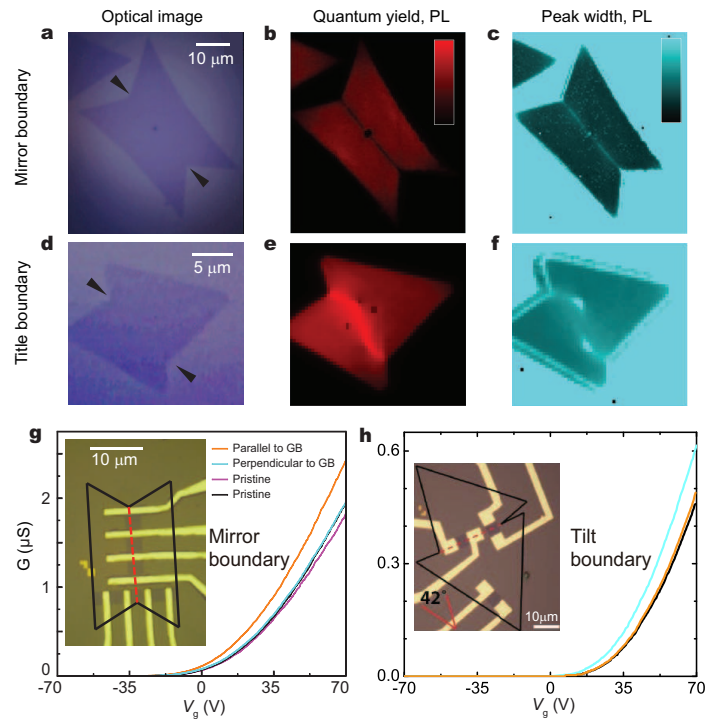 Optical image
Quantum yield, PL
Peak width, PL
Mirror boundary
a
10 μm
b
c
Title boundary
d
5 μm
e
f
g
10 μm
Parallel to GB
Perpendicular to GB
Pristine
Pristine
Mirror
boundary
G (μS)
2
1
0
-70
-35
0
35
70
Vg (V)
h
0.6
0.3
0.0
Tilt
boundary
42°
10μm
-70
-35
0
35
70
Vg (V)